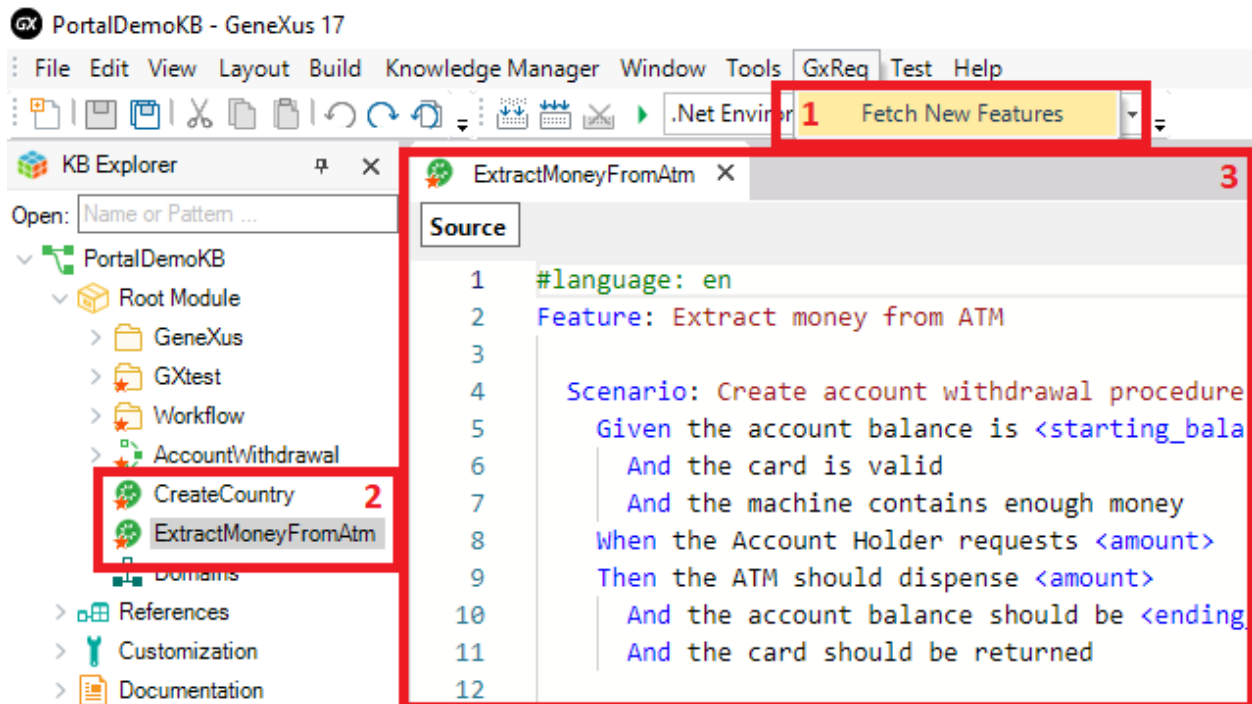 GX PortalDemoKB - GeneXus 17
File Edit View Layout Build Knowledge Manager Window Tools GxReq Test Help
.Net Environ 1 Fetch New Features
KB Explorer
Open: Name or Pattern ...
PortalDemoKB
Root Module
GeneXus
GXtest
Workflow
AccountWithdrawal
CreateCountry 2
ExtractMoneyFromAtm
Domains
References
Customization
Documentation
ExtractMoneyFromAtm 3
Source
1 #language: en
2 Feature: Extract money from ATM
3
4 Scenario: Create account withdrawal procedure
5 Given the account balance is <starting_bala
6 And the card is valid
7 And the machine contains enough money
8 When the Account Holder requests <amount>
9 Then the ATM should dispense <amount>
10 And the account balance should be <ending_
11 And the card should be returned
12